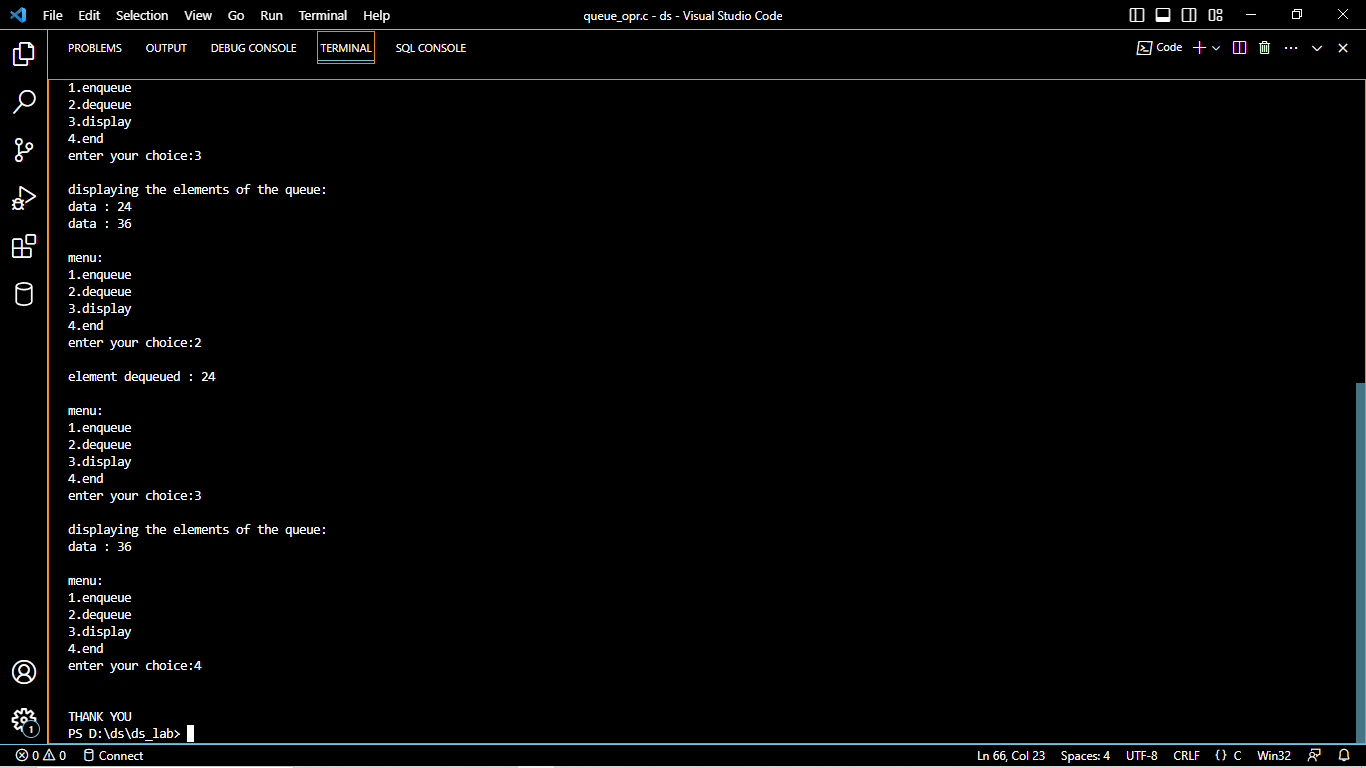 File Edit Selection View Go Run Terminal Help queue_opr.c - ds - Visual Studio Code
PROBLEMS OUTPUT DEBUG CONSOLE TERMINAL SQL CONSOLE Code
1.enqueue
2.dequeue
3.display
4.end
enter your choice:3
displaying the elements of the queue:
data : 24
data : 36
menu:
1.enqueue
2.dequeue
3.display
4.end
enter your choice:2
element dequeued : 24
menu:
1.enqueue
2.dequeue
3.display
4.end
enter your choice:3
displaying the elements of the queue:
data : 36
menu:
1.enqueue
2.dequeue
3.display
4.end
enter your choice:4
THANK YOU
1
PS D:\ds\ds_lab>
0 0 Connect Ln 66, Col 23 Spaces: 4 UTF-8 CRLF {} C Win32